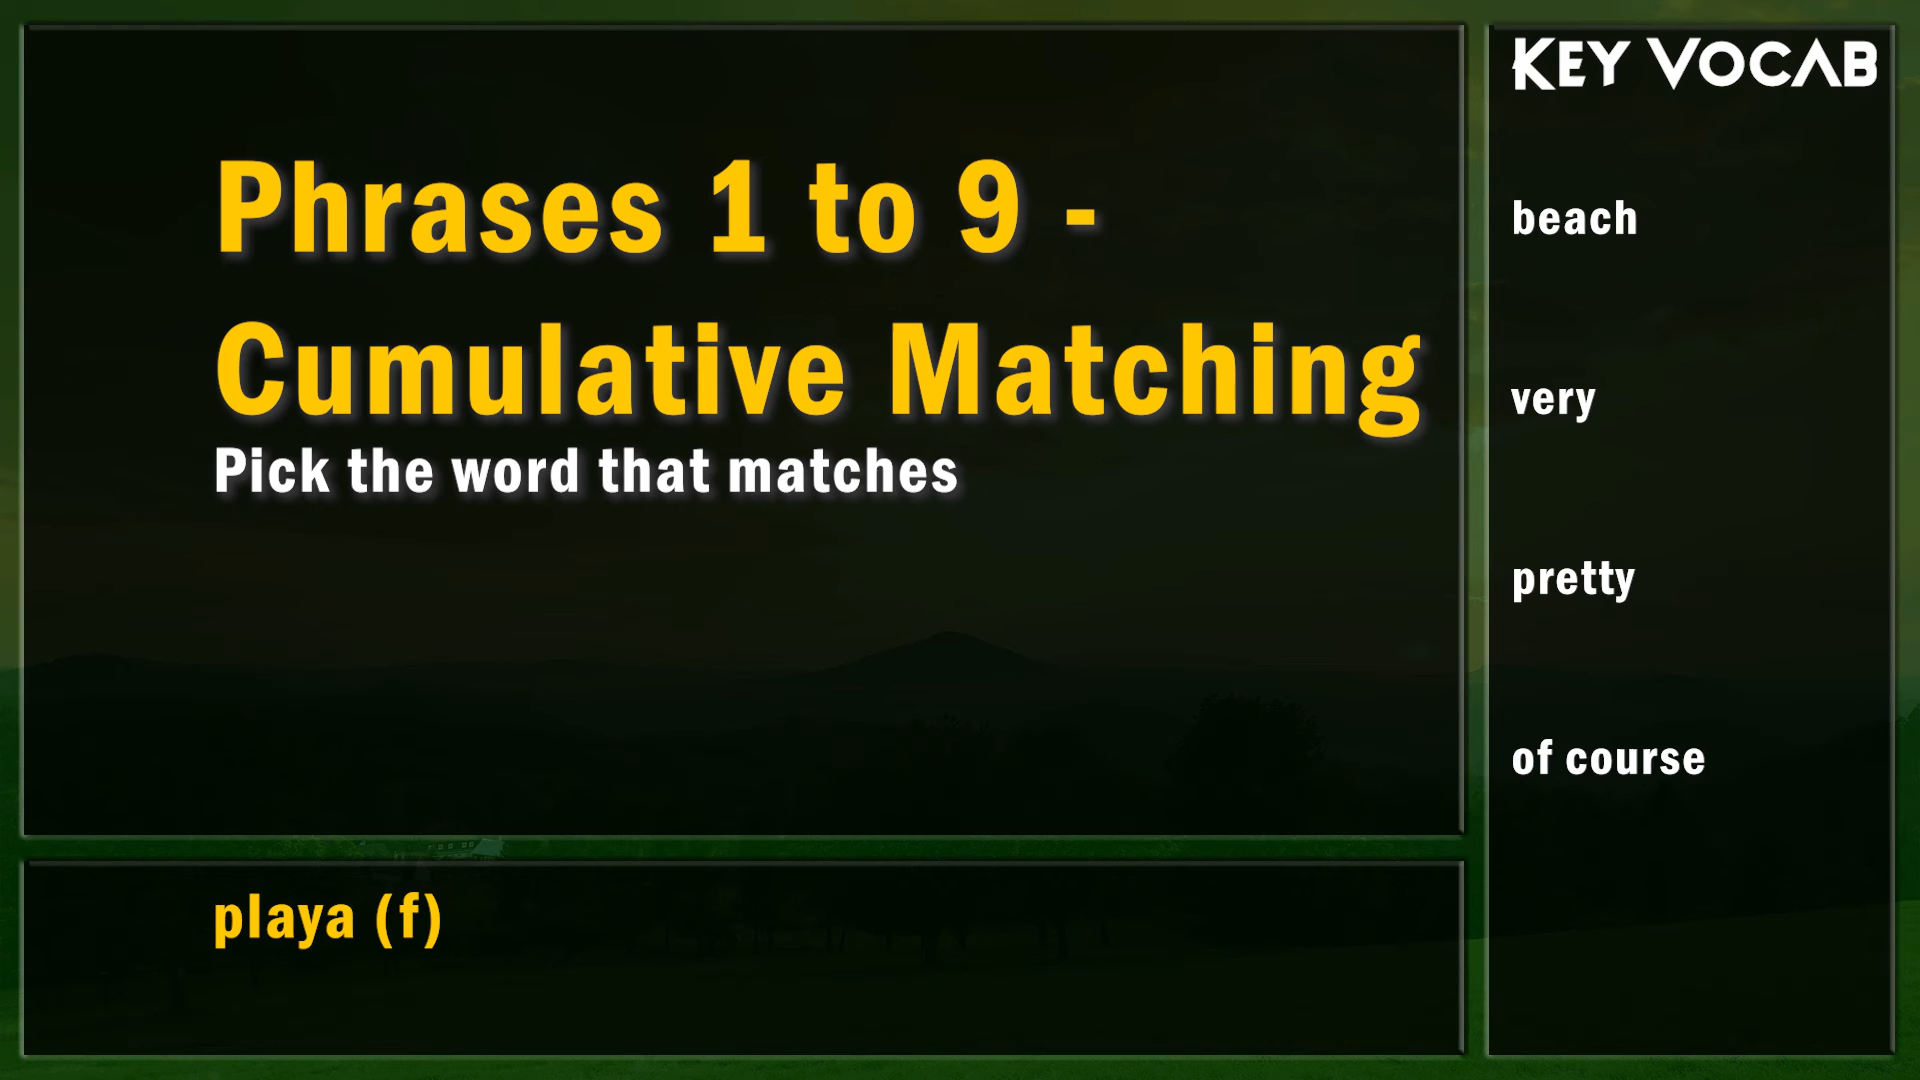 Phrases 1 to 9 -
Cumulative Matching
Pick the word that matches
playa (f)
Key Vocab
beach
very
pretty
of course